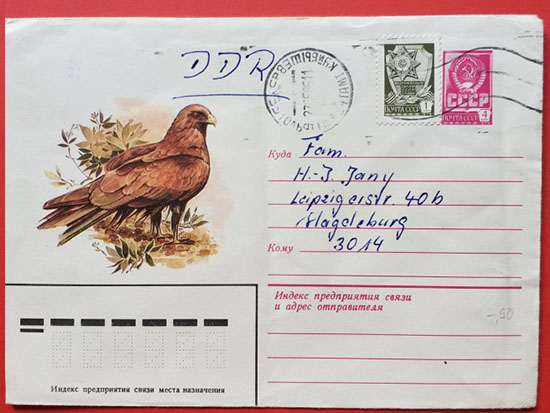 DDR
ПОЧТА СССР 1
СССР
ПОЧТА СССР 4
Куда Fam.
H.-J. Jany
Leipzigerstr. 40b
Magdeburg
Кому 3014
Индекс предприятия связи
и адрес отправителя
-,50
Индекс предприятия связи места назначения